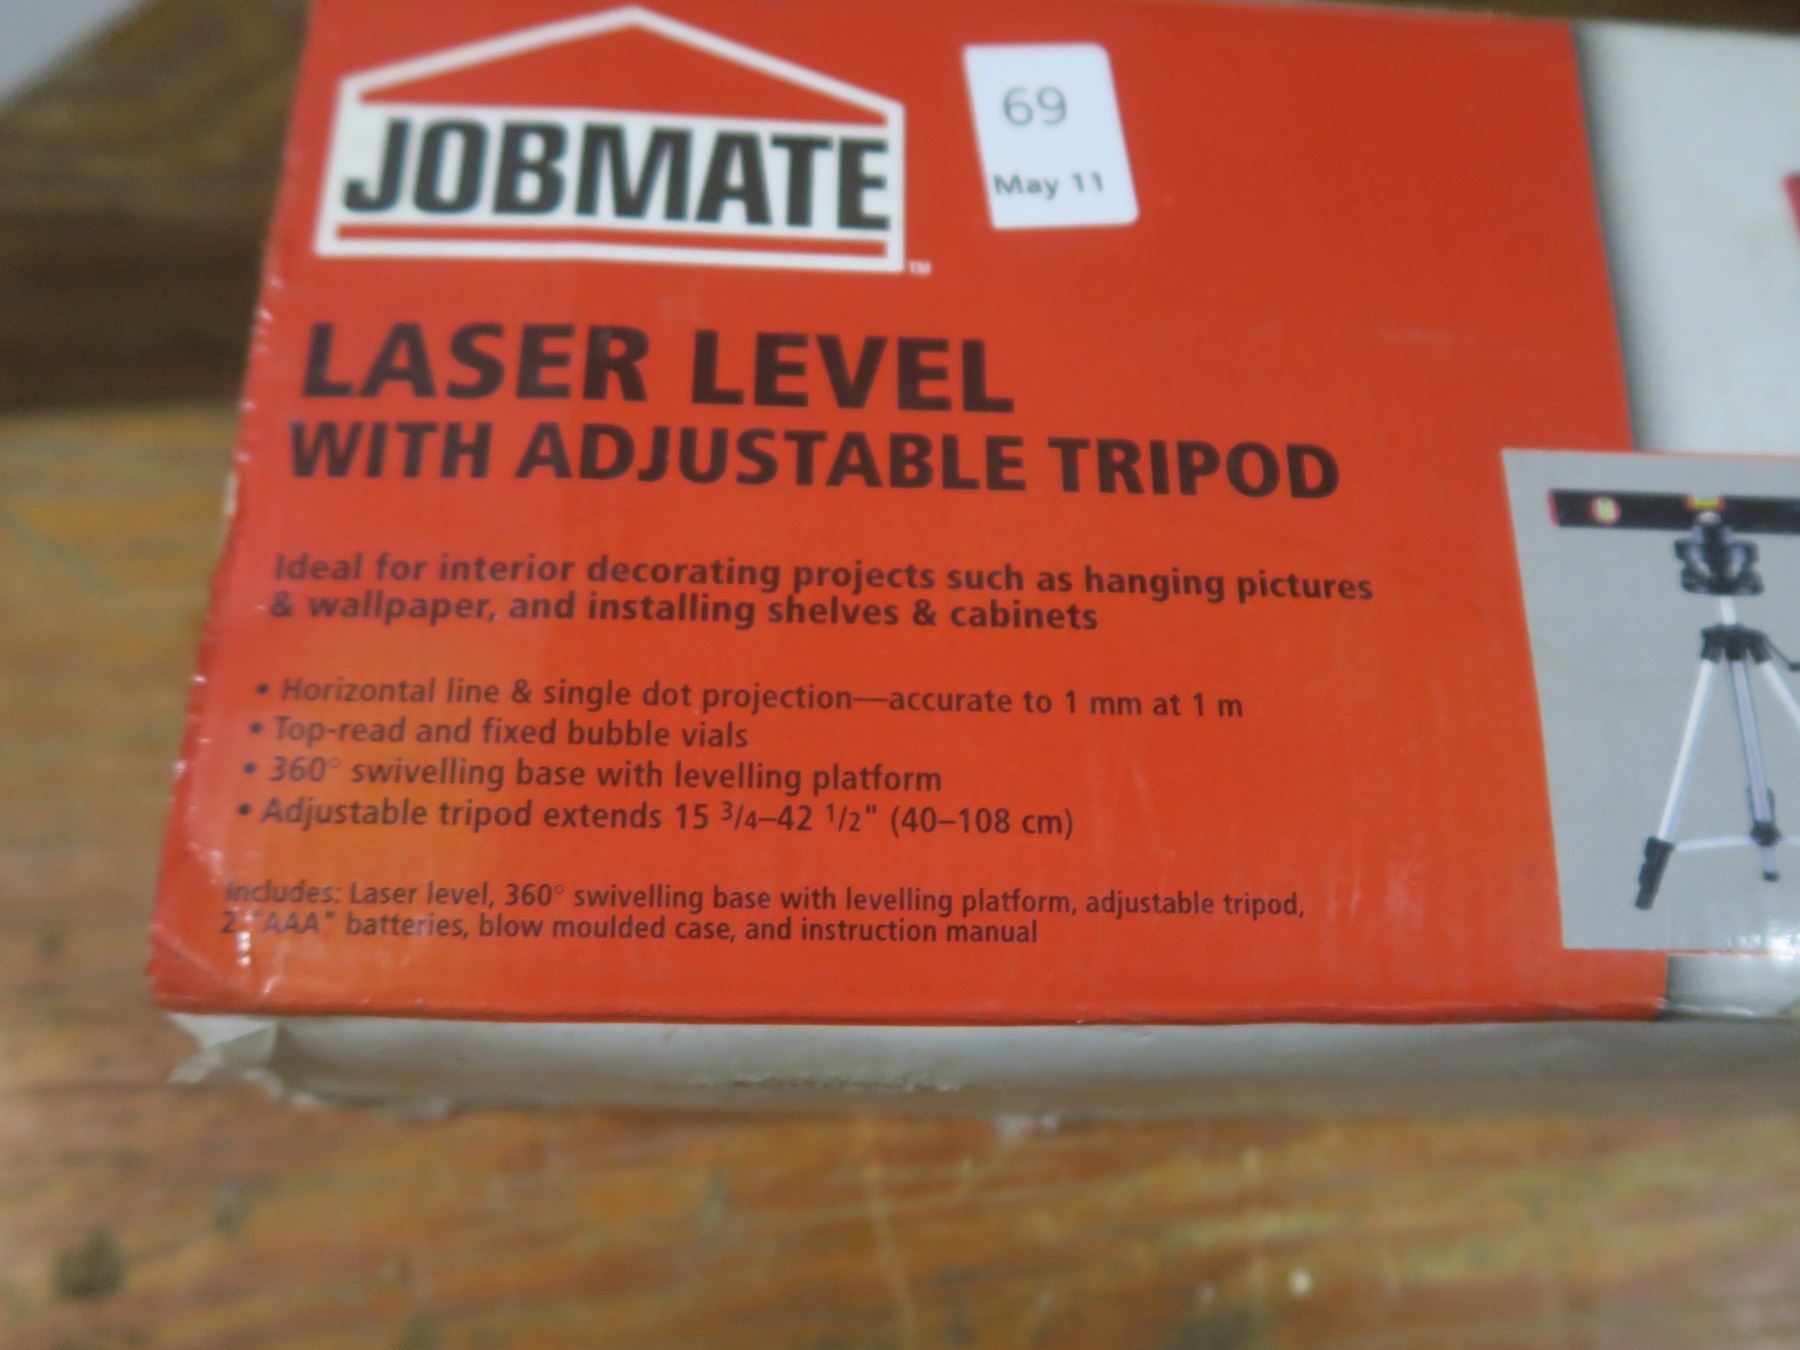 JOBMATE
TM
69
May 11
LASER LEVEL
WITH ADJUSTABLE TRIPOD
Ideal for interior decorating projects such as hanging pictures
& wallpaper, and installing shelves & cabinets
• Horizontal line & single dot projection—accurate to 1 mm at 1 m
• Top-read and fixed bubble vials
• 360° swivelling base with levelling platform
• Adjustable tripod extends 15 3/4–42 1/2" (40–108 cm)
Includes: Laser level, 360° swivelling base with levelling platform, adjustable tripod,
2 "AAA" batteries, blow moulded case, and instruction manual